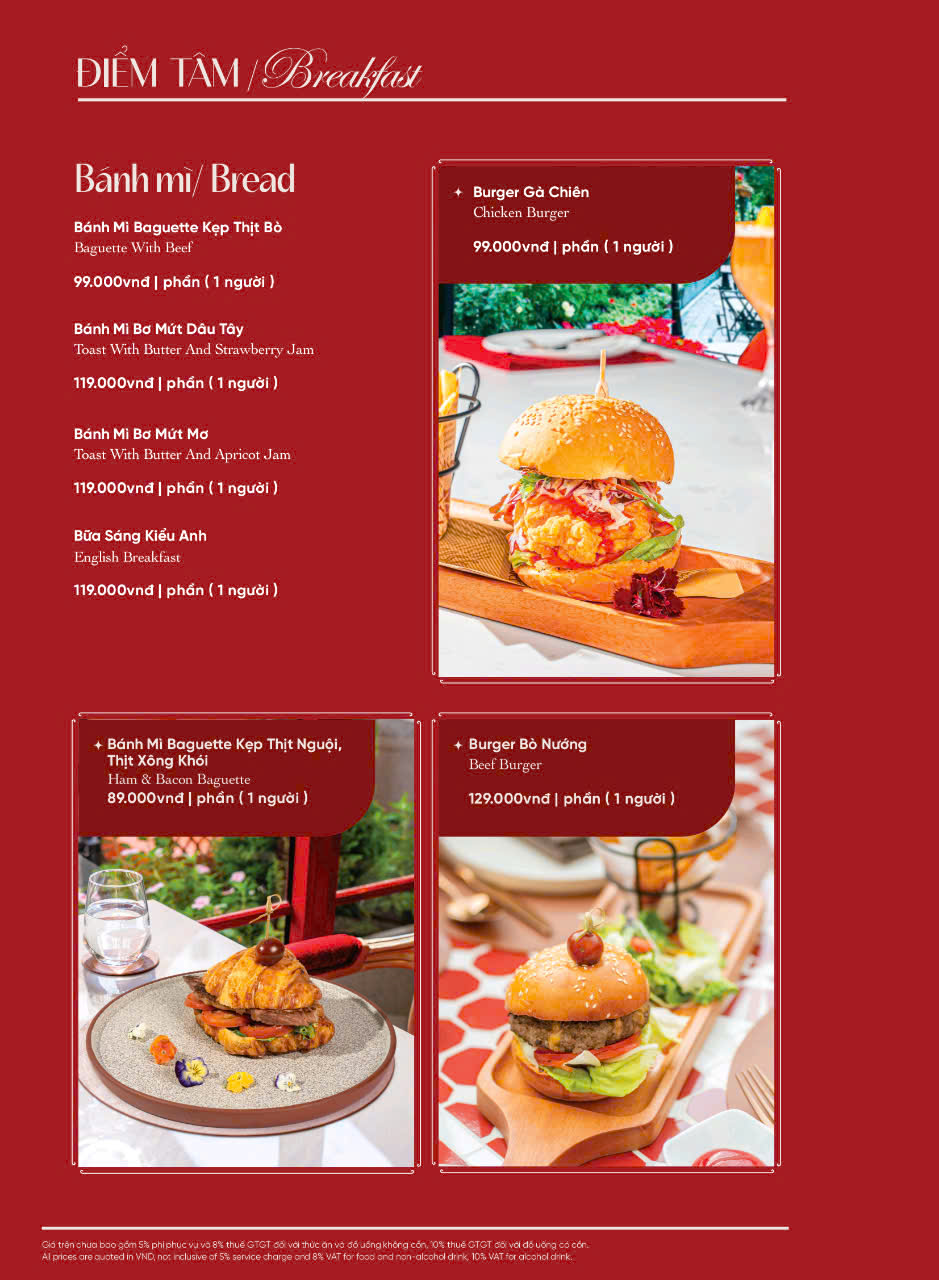 ĐIỂM TÂM / Breakfast
Bánh mì/ Bread
Bánh Mì Baguette Kẹp Thịt Bò
Baguette With Beef
99.000vnđ | phần ( 1 người )
Bánh Mì Bơ Mứt Dâu Tây
Toast With Butter And Strawberry Jam
119.000vnđ | phần ( 1 người )
Bánh Mì Bơ Mứt Mơ
Toast With Butter And Apricot Jam
119.000vnđ | phần ( 1 người )
Bữa Sáng Kiểu Anh
English Breakfast
119.000vnđ | phần ( 1 người )
Burger Gà Chiên
Chicken Burger
99.000vnđ | phần ( 1 người )
Bánh Mì Baguette Kẹp Thịt Nguội,
Thịt Xông Khói
Ham & Bacon Baguette
89.000vnđ | phần ( 1 người )
Burger Bò Nướng
Beef Burger
129.000vnđ | phần ( 1 người )
Giá trên chưa bao gồm 5% phí phục vụ và 8% thuế GTGT đối với thức ăn và đồ uống không cồn, 10% thuế GTGT đối với đồ uống có cồn.
All prices are quoted in VND, not inclusive of 5% service charge and 8% VAT for food and non-alcohol drink, 10% VAT for alcohol drink.